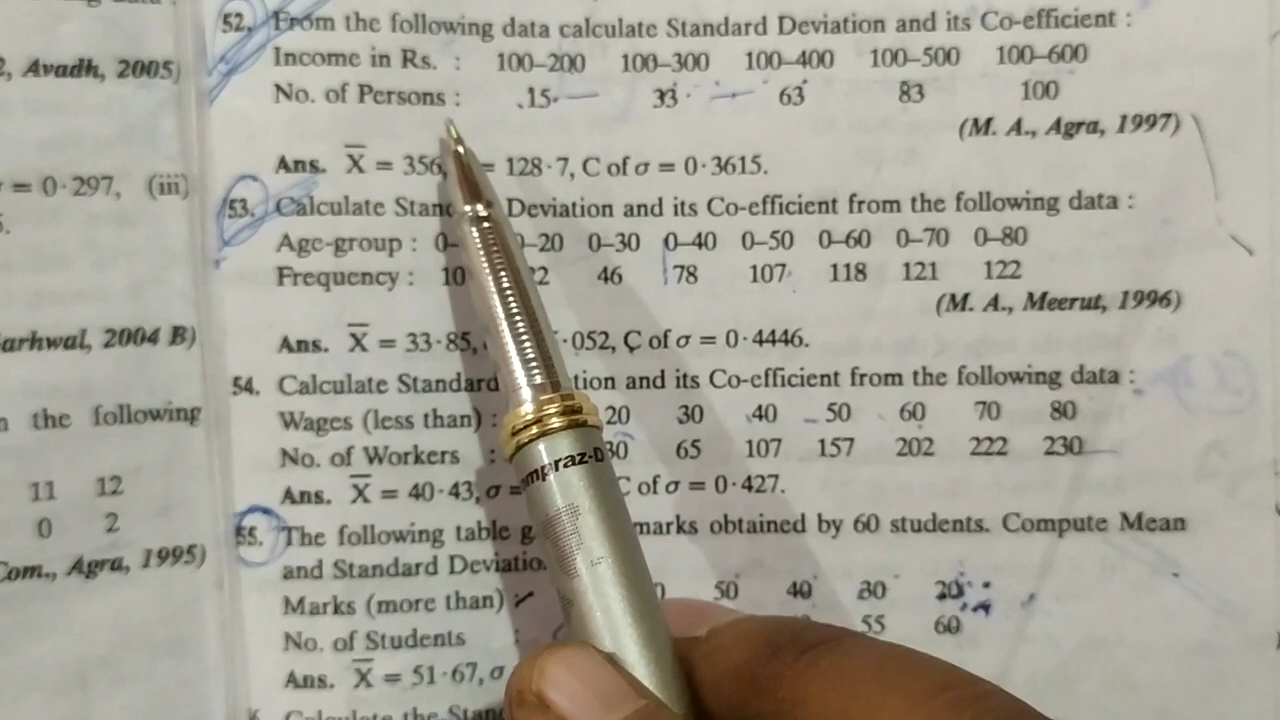 2, Avadh, 2005)
= 0·297, (iii)
arhwal, 2004 B)
the following
11 12
0 2
Com., Agra, 1995)
52. From the following data calculate Standard Deviation and its Co-efficient :
Income in Rs. : 100–200 100–300 100–400 100–500 100–600
No. of Persons : 15 33 63 83 100
(M. A., Agra, 1997)
Ans. X̄ = 356, = 128·7, C of σ = 0·3615.
53. Calculate Deviation and its Co-efficient from the following data :
Age-group : 0–20 0–30 0–40 0–50 0–60 0–70 0–80
Frequency : 10 46 78 107 118 121 122
(M. A., Meerut, 1996)
Ans. X̄ = 33·85, ·052, C of σ = 0·4446.
54. Calculate Standard and its Co-efficient from the following data :
Wages (less than) : 20 30 40 50 60 70 80
No. of Workers : 30 65 107 157 202 222 230
Ans. X̄ = 40·43, σ = C of σ = 0·427.
55. The following table marks obtained by 60 students. Compute Mean
and Standard
Marks (more than) 50 40 30 20
No. of Students : 55 60
Ans. X̄ = 51·67, σ
Calculate the
mpraz-D